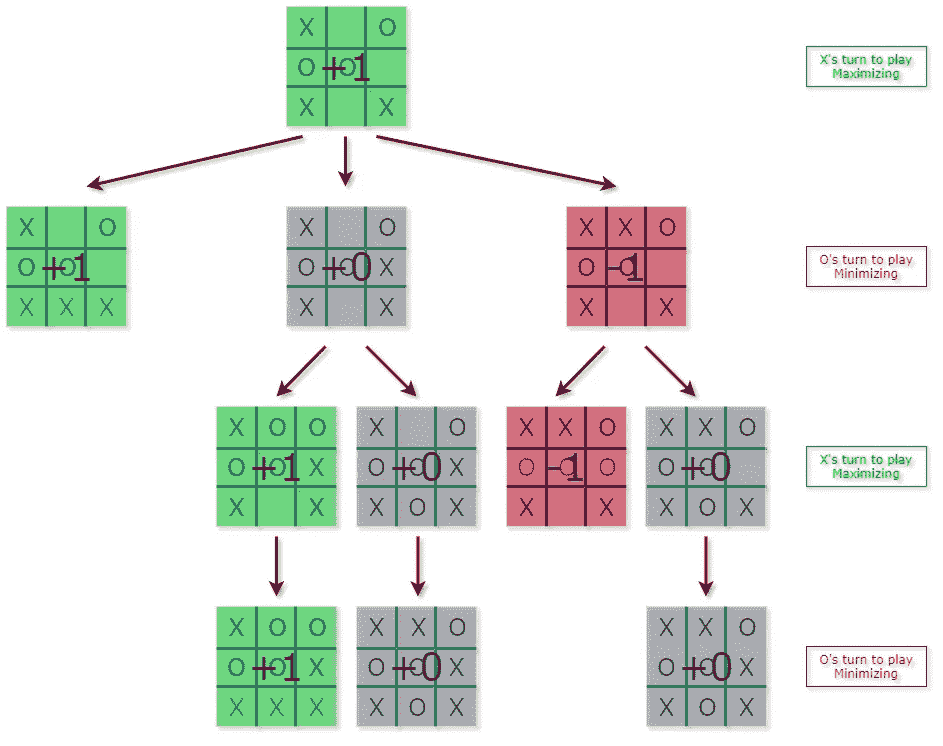 X O
O O +1
X X
X's turn to play
Maximizing
X O
O O +1
X X X
X O
O O X +0
X X
X X O
O O -1
X X
O's turn to play
Minimizing
X O O
O O X +1
X X
X O
O O X +0
X O X
X X O
O O O -1
X X
X X O
O O +0
X O X
X's turn to play
Maximizing
X O O
O O X +1
X X X
X X O
O O X +0
X O X
X X O
O O X +0
X O X
O's turn to play
Minimizing